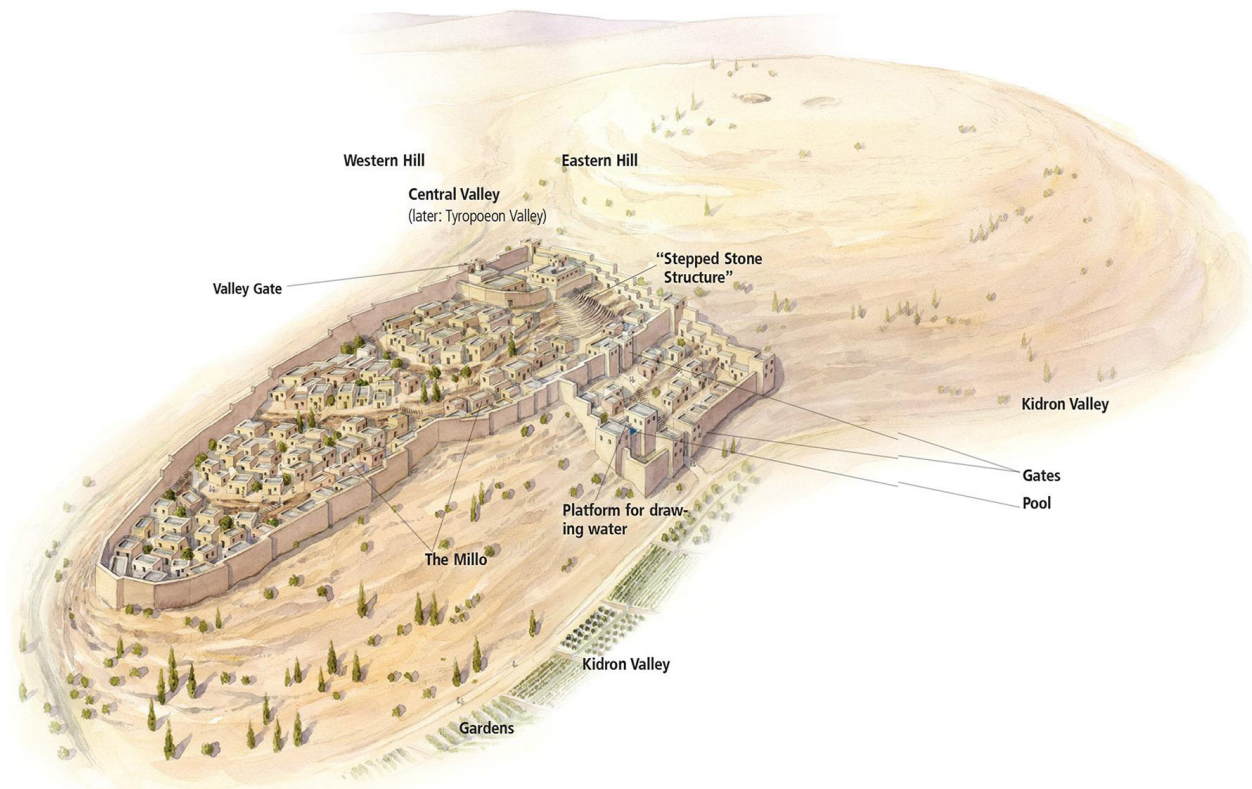 Western Hill
Eastern Hill
Central Valley
(later: Tyropoeon Valley)
“Stepped Stone
Structure”
Valley Gate
Kidron Valley
Gates
Pool
Platform for draw-
ing water
The Millo
Kidron Valley
Gardens